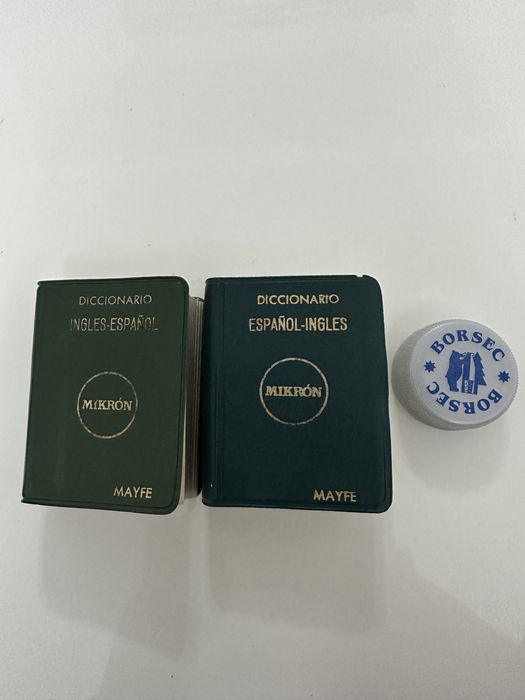 DICCIONARIO
INGLES-ESPAÑOL
MIKRÓN
MAYFE
DICCIONARIO
ESPAÑOL-INGLES
MIKRÓN
MAYFE
BORSEC
BORSEC